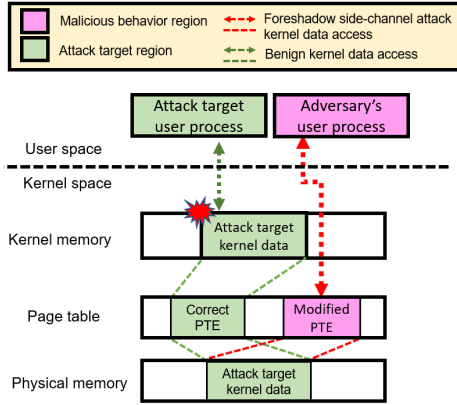 Malicious behavior region
Attack target region
Foreshadow side-channel attack
kernel data access
Benign kernel data access
Attack target
user process
Adversary's
user process
User space
Kernel space
Kernel memory
Attack target
kernel data
Page table
Correct
PTE
Modified
PTE
Physical memory
Attack target
kernel data